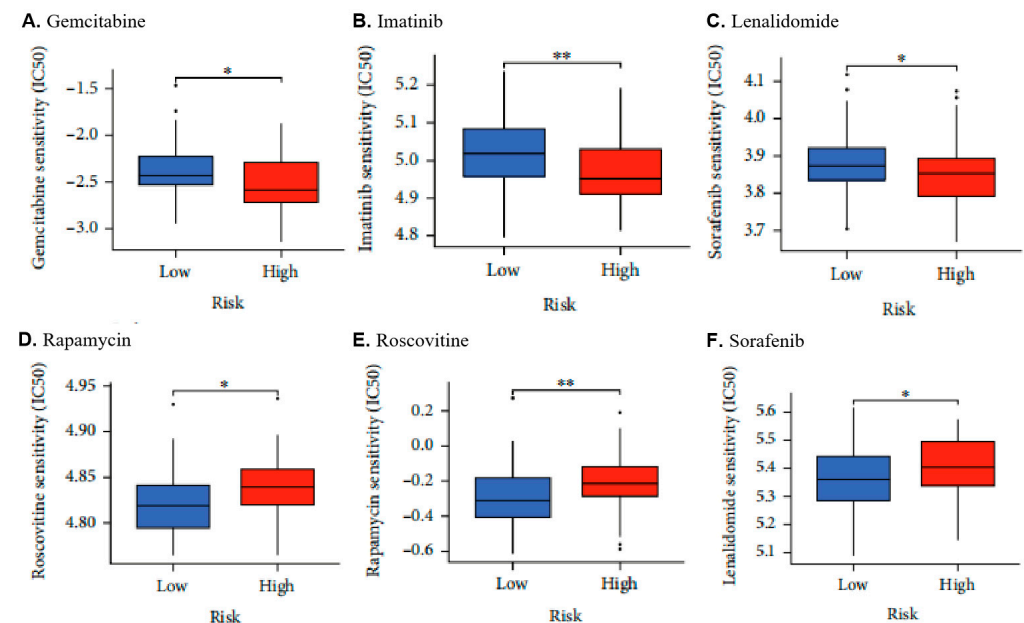 A. Gemcitabine
Gemcitabine sensitivity (IC50)
−1.5
−2.0
−2.5
−3.0
*
Low
High
Risk
B. Imatinib
Imatinib sensitivity (IC50)
5.2
5.1
5.0
4.9
4.8
**
Low
High
Risk
C. Lenalidomide
Sorafenib sensitivity (IC50)
4.1
4.0
3.9
3.8
3.7
*
Low
High
Risk
D. Rapamycin
Roscovitine sensitivity (IC50)
4.95
4.90
4.85
4.80
*
Low
High
Risk
E. Roscovitine
Rapamycin sensitivity (IC50)
0.2
0.0
−0.2
−0.4
−0.6
**
Low
High
Risk
F. Sorafenib
Lenalidomide sensitivity (IC50)
5.6
5.5
5.4
5.3
5.2
5.1
*
Low
High
Risk